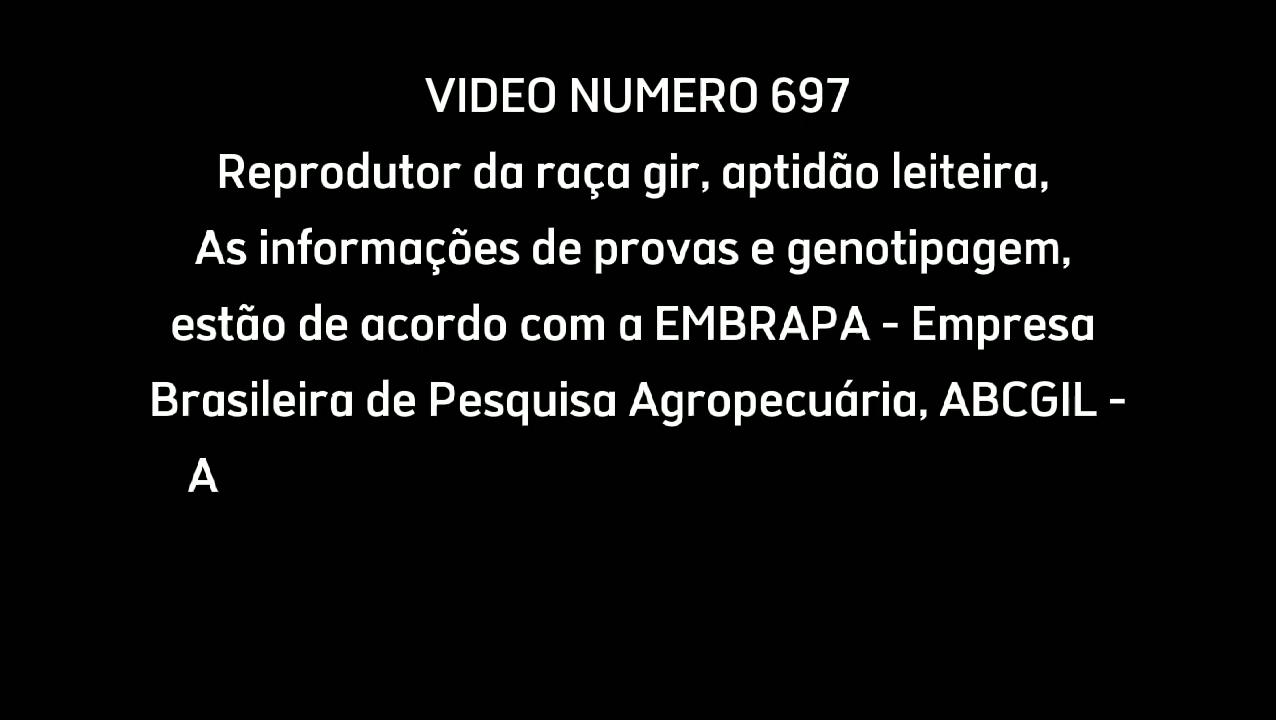 VIDEO NUMERO 697
Reprodutor da raça gir, aptidão leiteira,
As informações de provas e genotipagem,
estão de acordo com a EMBRAPA - Empresa
Brasileira de Pesquisa Agropecuária, ABCGIL -
A